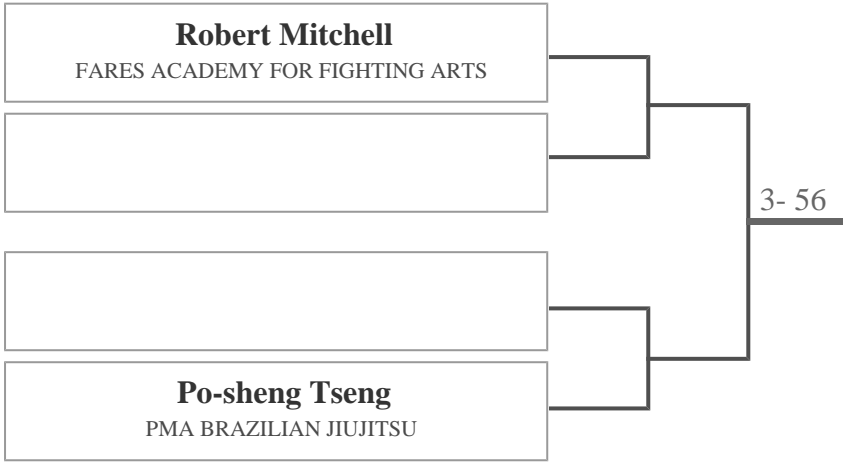 Robert Mitchell
FARES ACADEMY FOR FIGHTING ARTS
3- 56
Po-sheng Tseng
PMA BRAZILIAN JIUJITSU